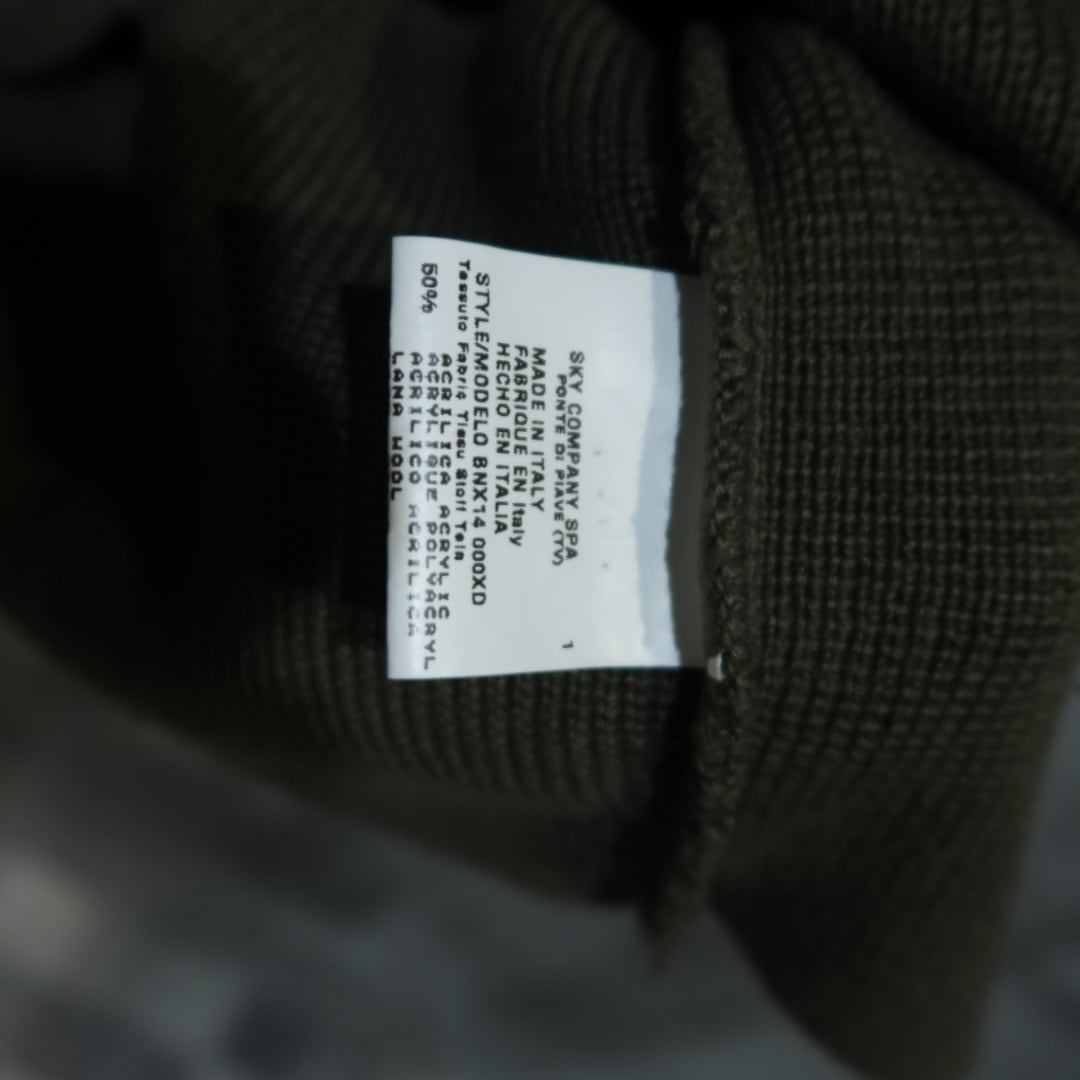 SKY COMPANY SPA
PONTE DI PIAVE (TV)
1
MADE IN ITALY
FABRIQUE EN Italy
HECHO EN ITALIA
STYLE/MODELO BNX14 000XD
Tessuto Fabric Tissu Stoff Tela
50% ACRILICA ACRYLIC
ACRYLIQUE POLYACRYL
ACRILICO ACRILICA
LANA WOOL